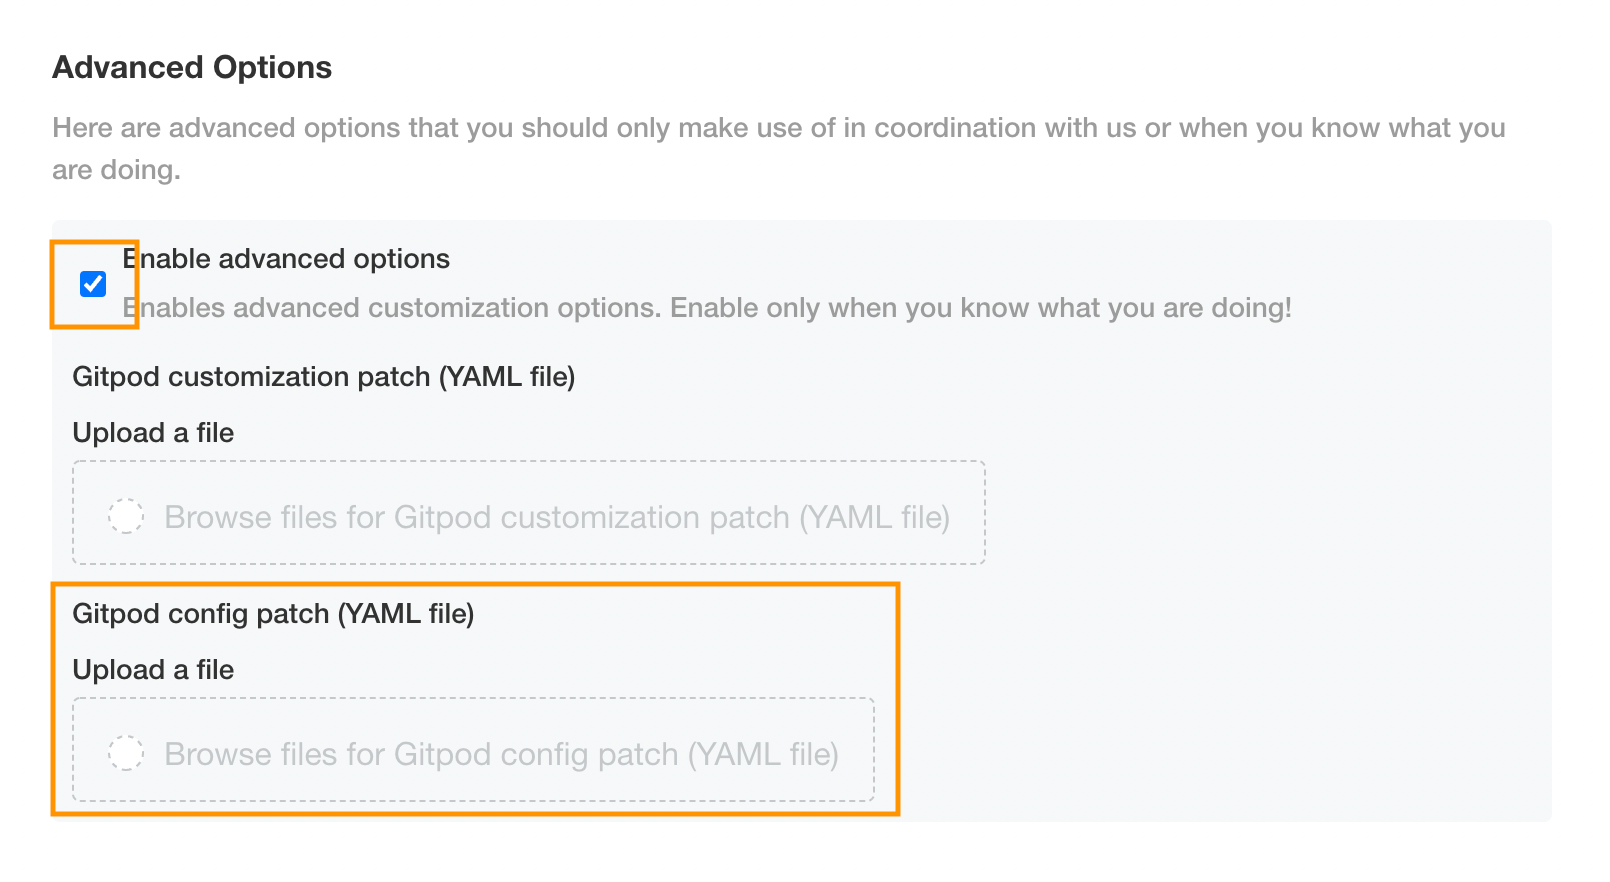 Advanced Options
Here are advanced options that you should only make use of in coordination with us or when you know what you
are doing.
Enable advanced options
Enables advanced customization options. Enable only when you know what you are doing!
Gitpod customization patch (YAML file)
Upload a file
Browse files for Gitpod customization patch (YAML file)
Gitpod config patch (YAML file)
Upload a file
Browse files for Gitpod config patch (YAML file)